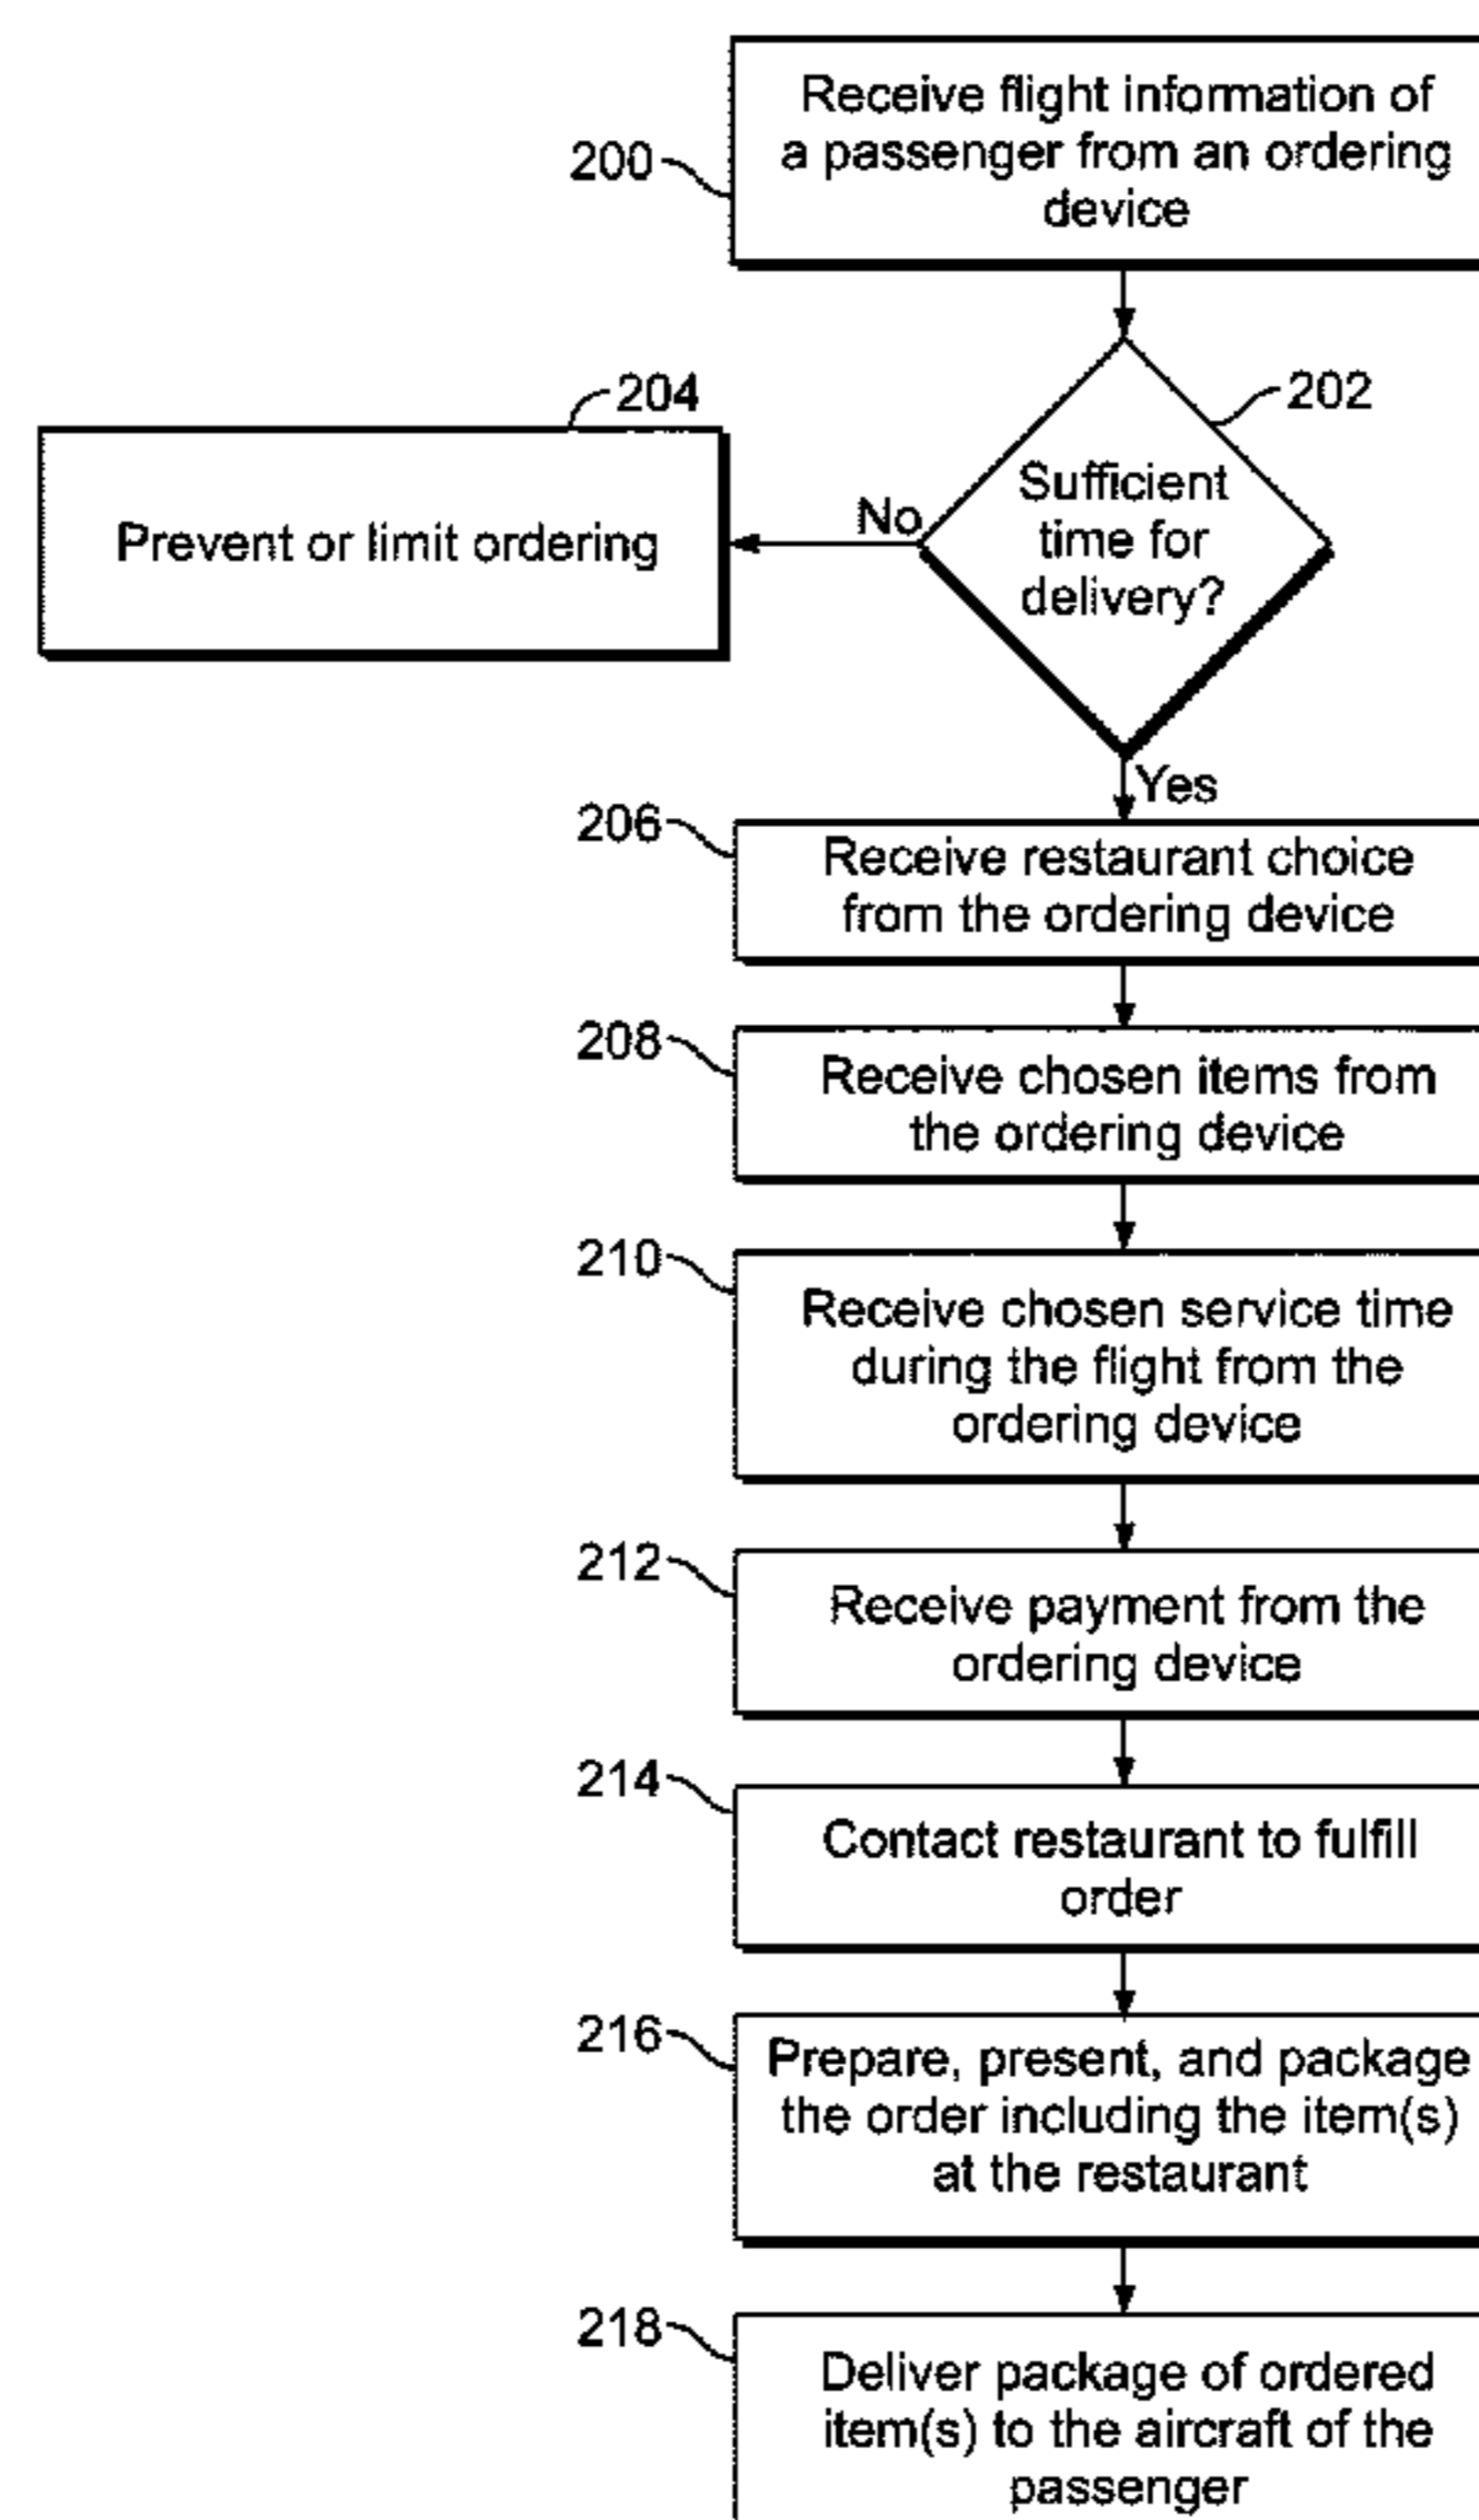 200
Receive flight information of
a passenger from an ordering
device
204
202
Prevent or limit ordering
No
Sufficient
time for
delivery?
Yes
206
Receive restaurant choice
from the ordering device
208
Receive chosen items from
the ordering device
210
Receive chosen service time
during the flight from the
ordering device
212
Receive payment from the
ordering device
214
Contact restaurant to fulfill
order
216
Prepare, present, and package
the order including the item(s)
at the restaurant
218
Deliver package of ordered
item(s) to the aircraft of the
passenger